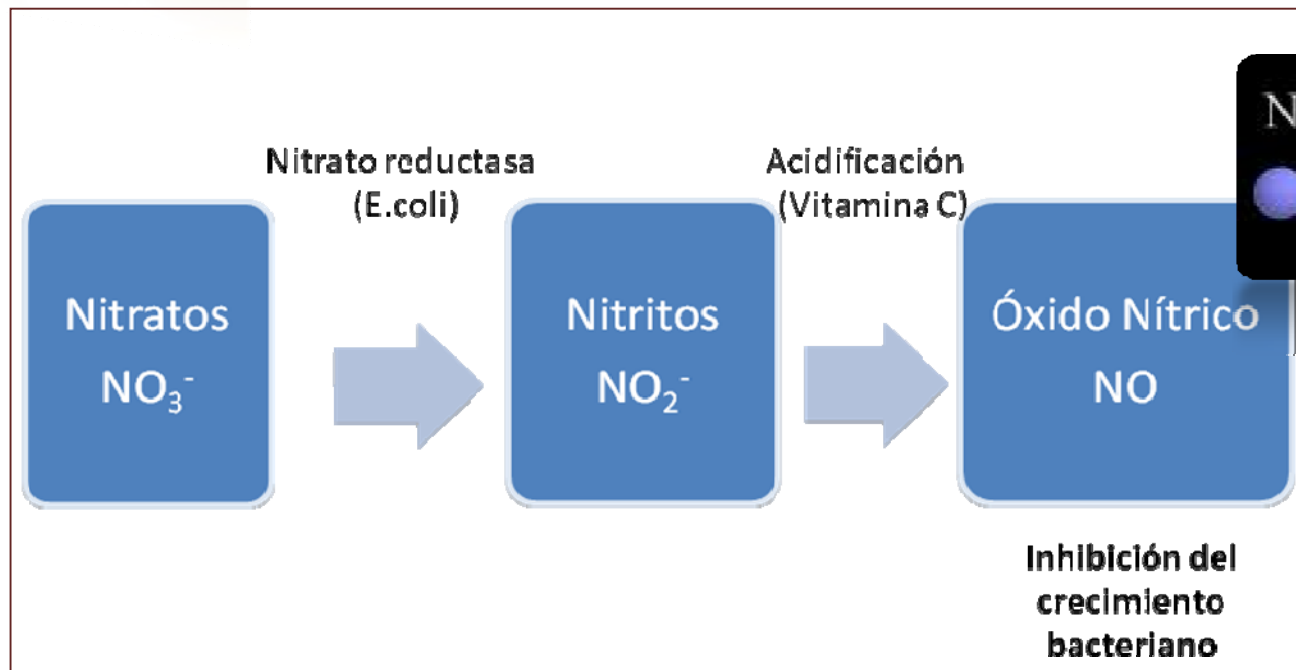 Nitrato reductasa
(E.coli)
Acidificación
(Vitamina C)
N
Nitratos
NO₃⁻
Nitritos
NO₂⁻
Óxido Nítrico
NO
Inhibición del
crecimiento
bacteriano